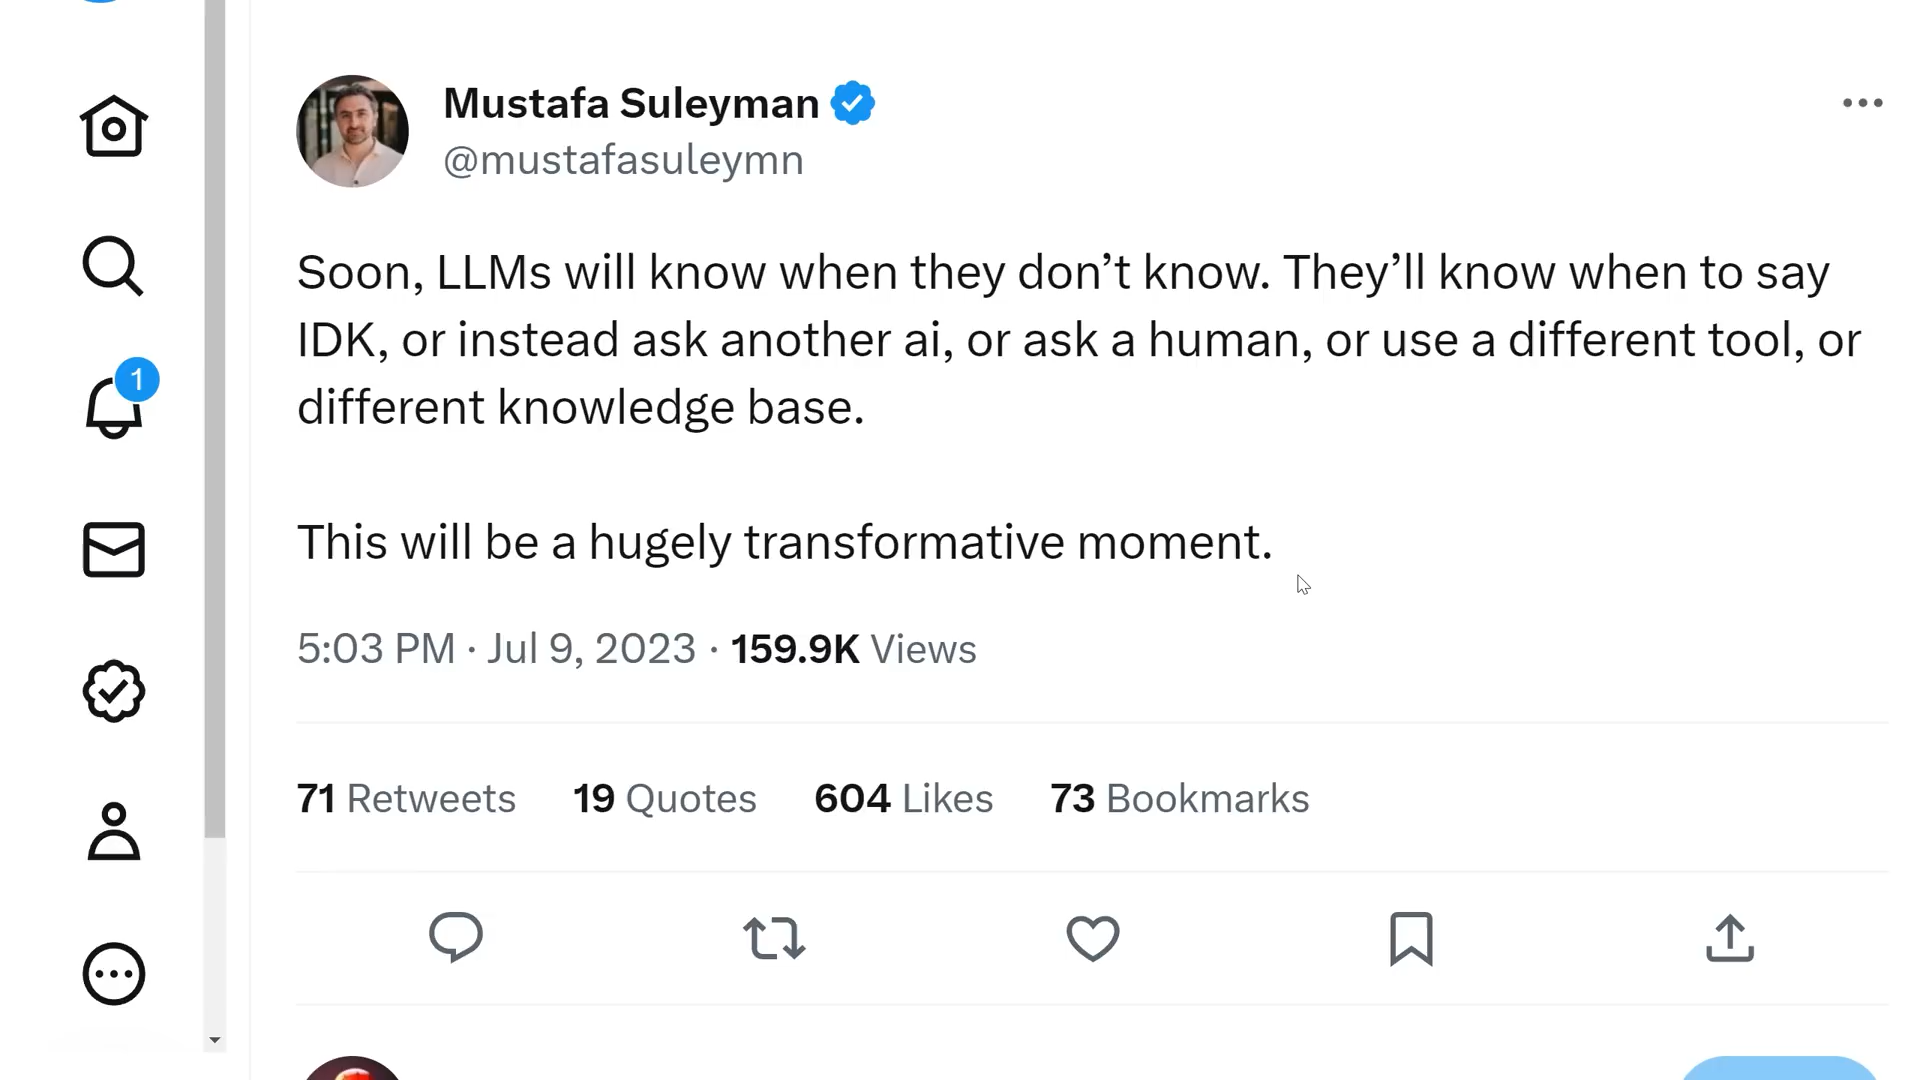 Mustafa Suleyman
@mustafasuleymn
Soon, LLMs will know when they don’t know. They’ll know when to say
IDK, or instead ask another ai, or ask a human, or use a different tool, or
different knowledge base.
This will be a hugely transformative moment.
5:03 PM · Jul 9, 2023 · 159.9K Views
71 Retweets 19 Quotes 604 Likes 73 Bookmarks
1